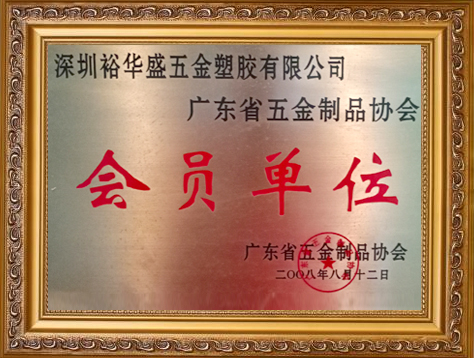 深圳裕华盛五金塑胶有限公司
广东省五金制品协会
会员单位
广东省五金制品协会
二〇〇八年八月十二日